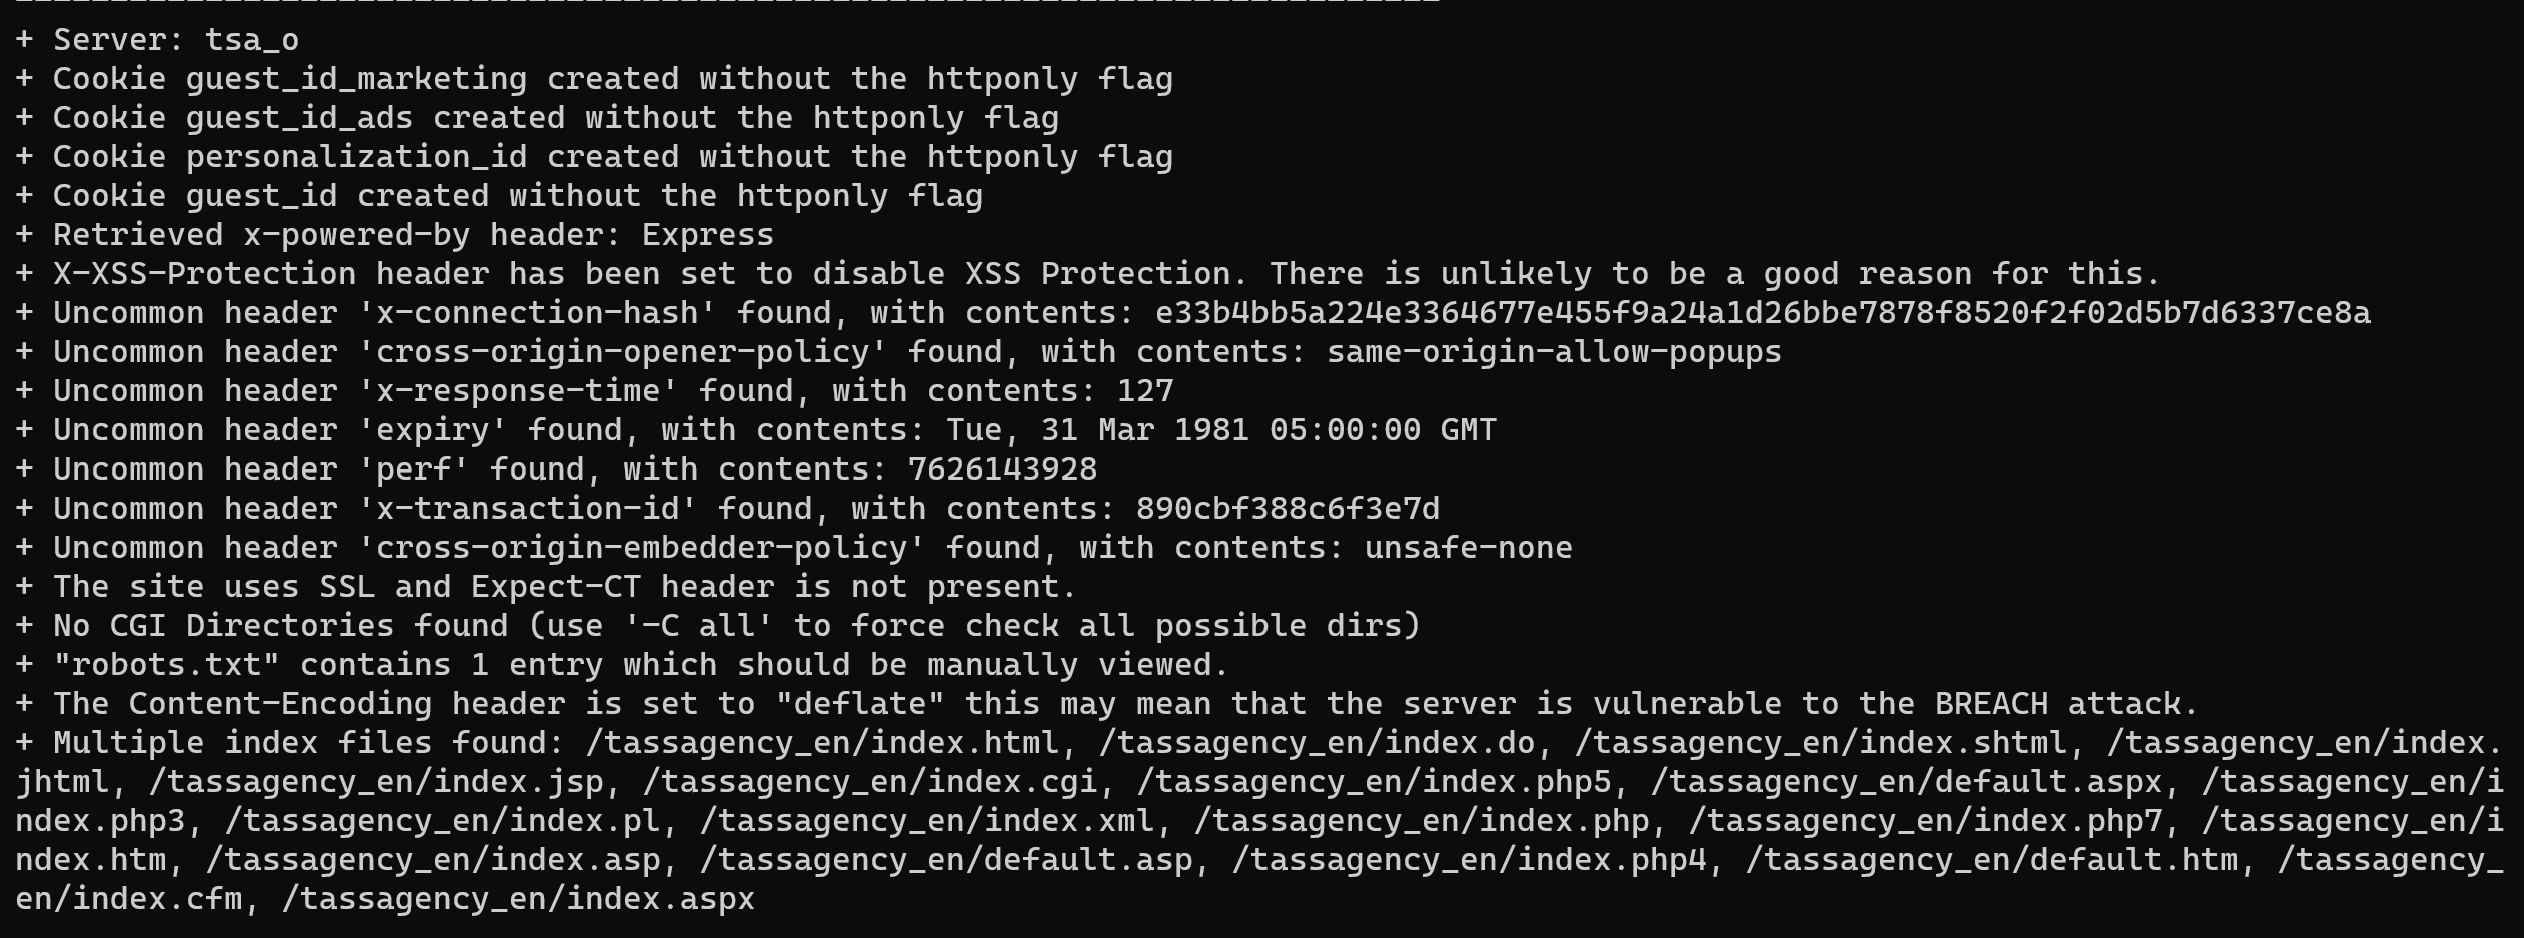 + Server: tsa_o
+ Cookie guest_id_marketing created without the httponly flag
+ Cookie guest_id_ads created without the httponly flag
+ Cookie personalization_id created without the httponly flag
+ Cookie guest_id created without the httponly flag
+ Retrieved x-powered-by header: Express
+ X-XSS-Protection header has been set to disable XSS Protection. There is unlikely to be a good reason for this.
+ Uncommon header 'x-connection-hash' found, with contents: e33b4bb5a224e3364677e455f9a24a1d26bbe7878f8520f2f02d5b7d6337ce8a
+ Uncommon header 'cross-origin-opener-policy' found, with contents: same-origin-allow-popups
+ Uncommon header 'x-response-time' found, with contents: 127
+ Uncommon header 'expiry' found, with contents: Tue, 31 Mar 1981 05:00:00 GMT
+ Uncommon header 'perf' found, with contents: 7626143928
+ Uncommon header 'x-transaction-id' found, with contents: 890cbf388c6f3e7d
+ Uncommon header 'cross-origin-embedder-policy' found, with contents: unsafe-none
+ The site uses SSL and Expect-CT header is not present.
+ No CGI Directories found (use '-C all' to force check all possible dirs)
+ "robots.txt" contains 1 entry which should be manually viewed.
+ The Content-Encoding header is set to "deflate" this may mean that the server is vulnerable to the BREACH attack.
+ Multiple index files found: /tassagency_en/index.html, /tassagency_en/index.do, /tassagency_en/index.shtml, /tassagency_en/index.
jhtml, /tassagency_en/index.jsp, /tassagency_en/index.cgi, /tassagency_en/index.php5, /tassagency_en/default.aspx, /tassagency_en/i
ndex.php3, /tassagency_en/index.pl, /tassagency_en/index.xml, /tassagency_en/index.php, /tassagency_en/index.php7, /tassagency_en/i
ndex.htm, /tassagency_en/index.asp, /tassagency_en/default.asp, /tassagency_en/index.php4, /tassagency_en/default.htm, /tassagency_
en/index.cfm, /tassagency_en/index.aspx